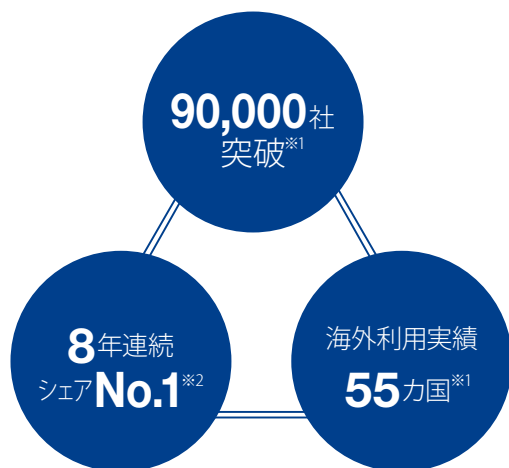 90,000社
突破※1
8年連続
シェアNo.1※2
海外利用実績
55カ国※1